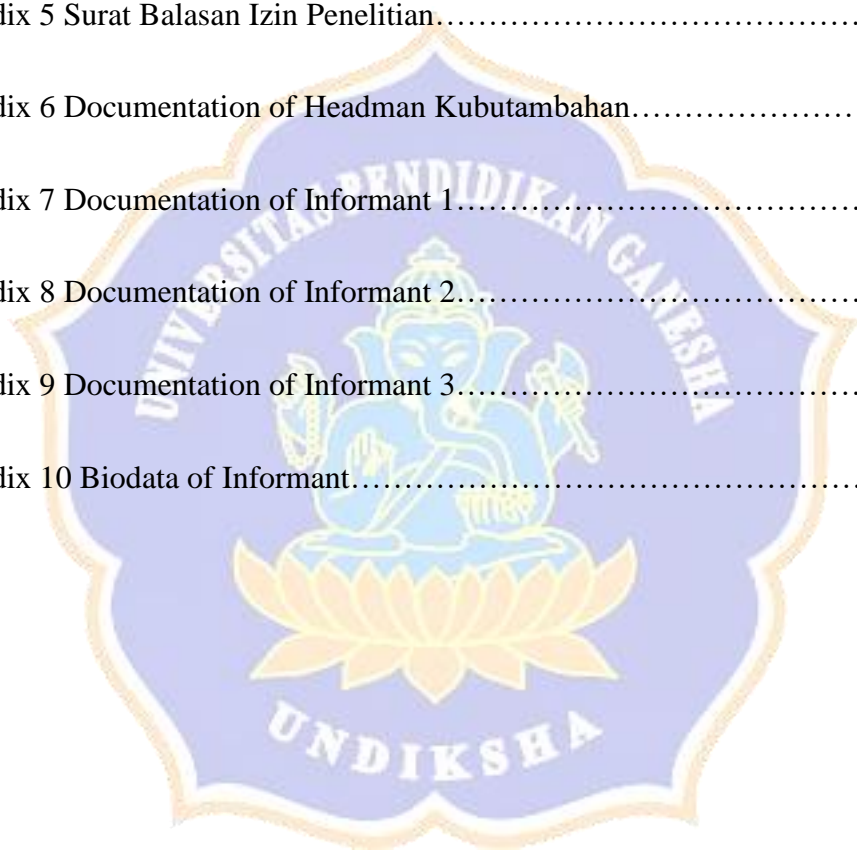 dix 5 Surat Balasan Izin Penelitian……………………………………
dix 6 Documentation of Headman Kubutambahan…………………
dix 7 Documentation of Informant 1…………………………………
dix 8 Documentation of Informant 2…………………………………
dix 9 Documentation of Informant 3…………………………………
dix 10 Biodata of Informant……………………………………………
UNIVERSITAS PENDIDIKAN GANESHA
UNDIKSHA